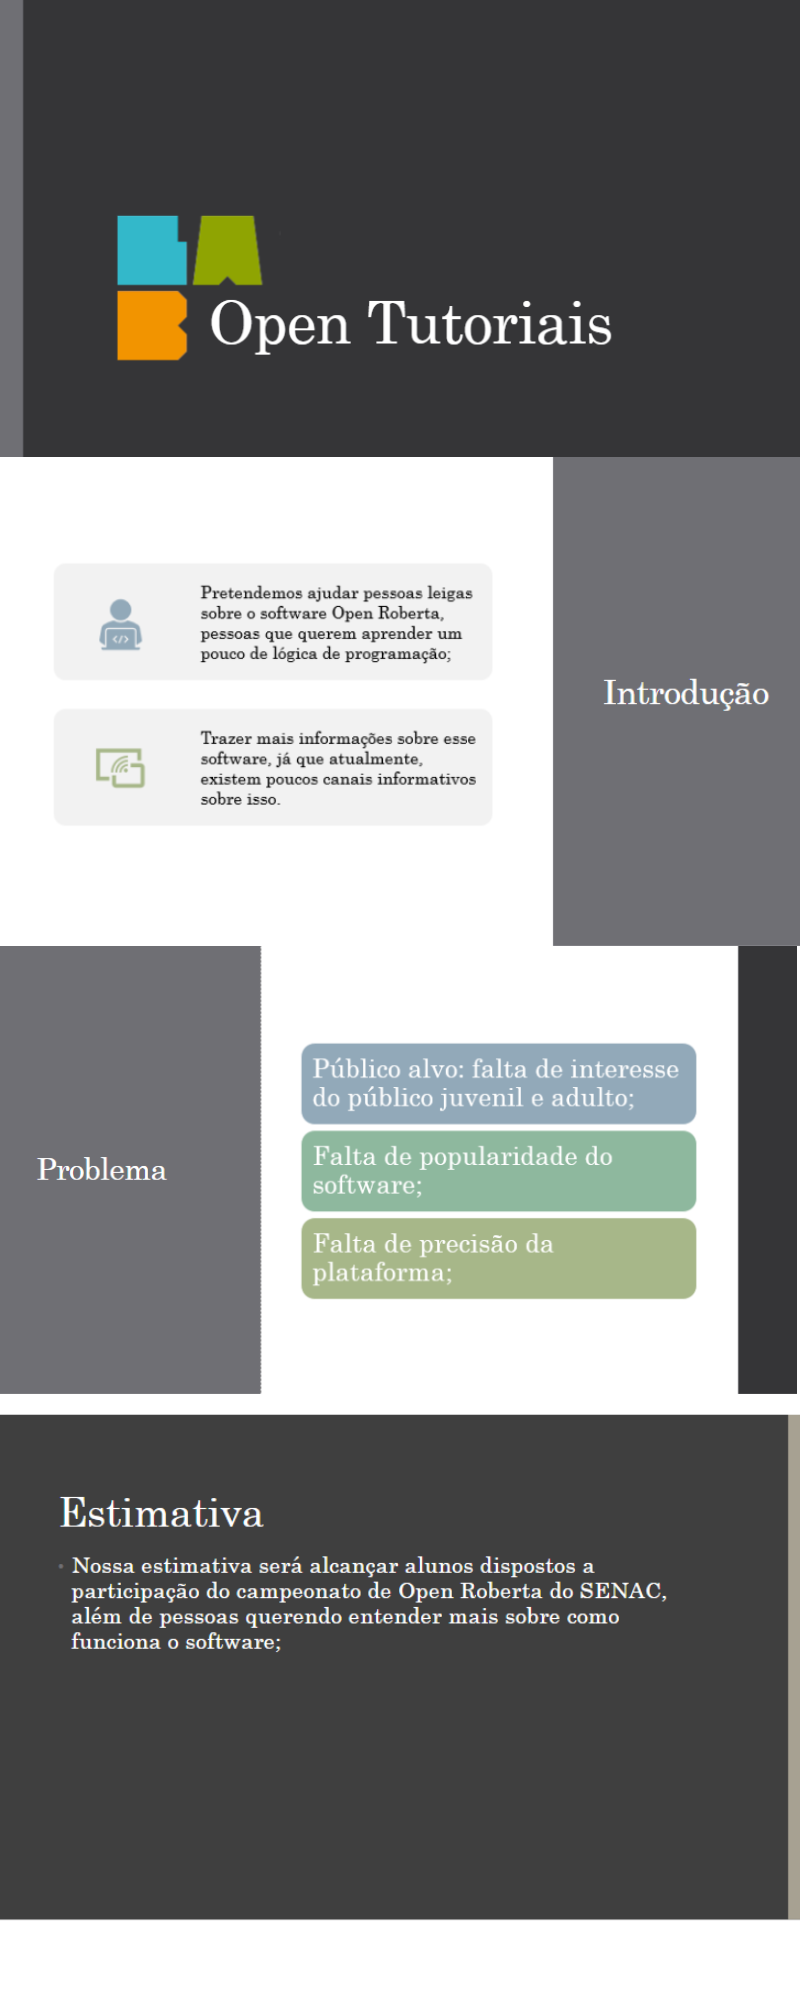 Open Tutoriais
Pretendemos ajudar pessoas leigas
sobre o software Open Roberta,
pessoas que querem aprender um
pouco de lógica de programação;
Trazer mais informações sobre esse
software, já que atualmente,
existem poucos canais informativos
sobre isso.
Introdução
Problema
Público alvo: falta de interesse
do público juvenil e adulto;
Falta de popularidade do
software;
Falta de precisão da
plataforma;
Estimativa
• Nossa estimativa será alcançar alunos dispostos a
participação do campeonato de Open Roberta do SENAC,
além de pessoas querendo entender mais sobre como
funciona o software;